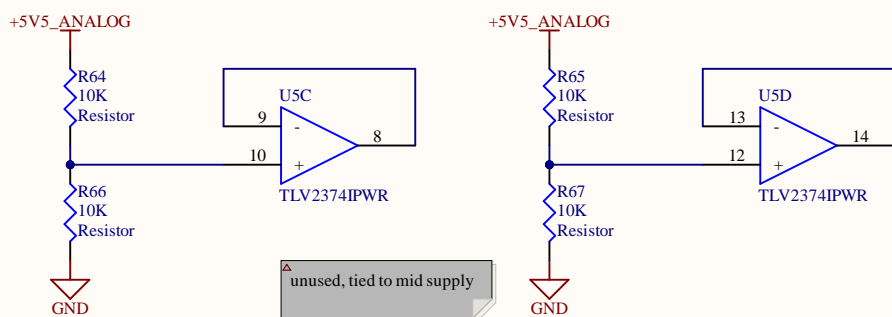 +5V5_ANALOG
R64
10K
Resistor
U5C
9
-
8
10
+
TLV2374IPWR
R66
10K
Resistor
GND
+5V5_ANALOG
R65
10K
Resistor
U5D
13
-
14
12
+
TLV2374IPWR
R67
10K
Resistor
GND
unused, tied to mid supply